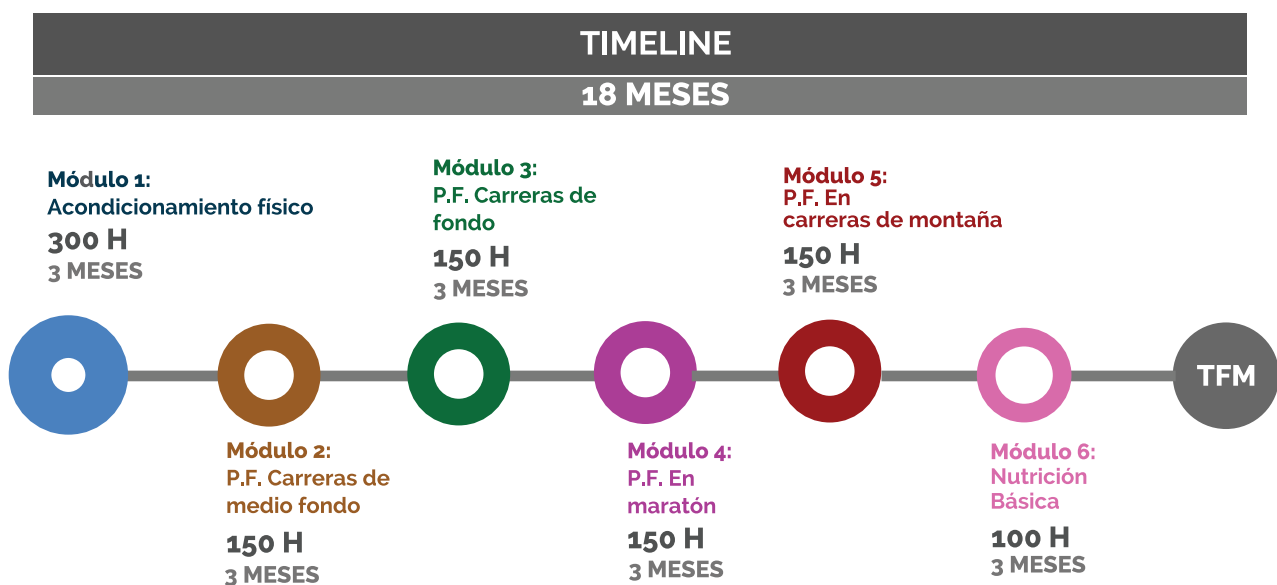 TIMELINE
18 MESES
Módulo 1:
Acondicionamiento físico
300 H
3 MESES
Módulo 2:
P.F. Carreras de
medio fondo
150 H
3 MESES
Módulo 3:
P.F. Carreras de
fondo
150 H
3 MESES
Módulo 4:
P.F. En
maratón
150 H
3 MESES
Módulo 5:
P.F. En
carreras de montaña
150 H
3 MESES
Módulo 6:
Nutrición
Básica
100 H
3 MESES
TFM